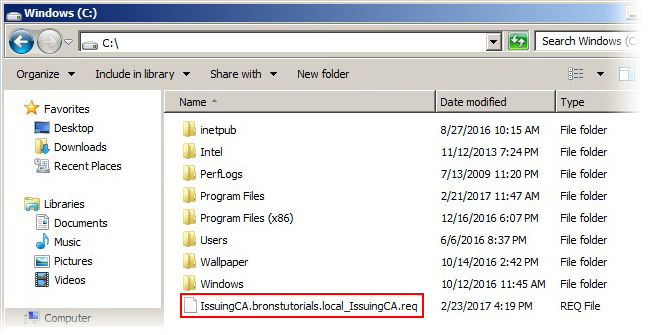 Windows (C:)
C:\
Search Windows (C:
Organize
Include in library
Share with
New folder
Favorites
Desktop
Downloads
Recent Places
Libraries
Documents
Music
Pictures
Videos
Computer
Name Date modified Type
inetpub 8/27/2016 10:15 AM File folder
Intel 11/12/2013 7:24 PM File folder
PerfLogs 7/13/2009 11:20 PM File folder
Program Files 2/21/2017 11:47 AM File folder
Program Files (x86) 12/16/2016 6:07 PM File folder
Users 6/6/2016 8:37 PM File folder
Wallpaper 10/14/2016 2:42 PM File folder
Windows 10/12/2016 11:45 AM File folder
IssuingCA.bronstutorials.local_IssuingCA.req 2/23/2017 4:19 PM REQ File